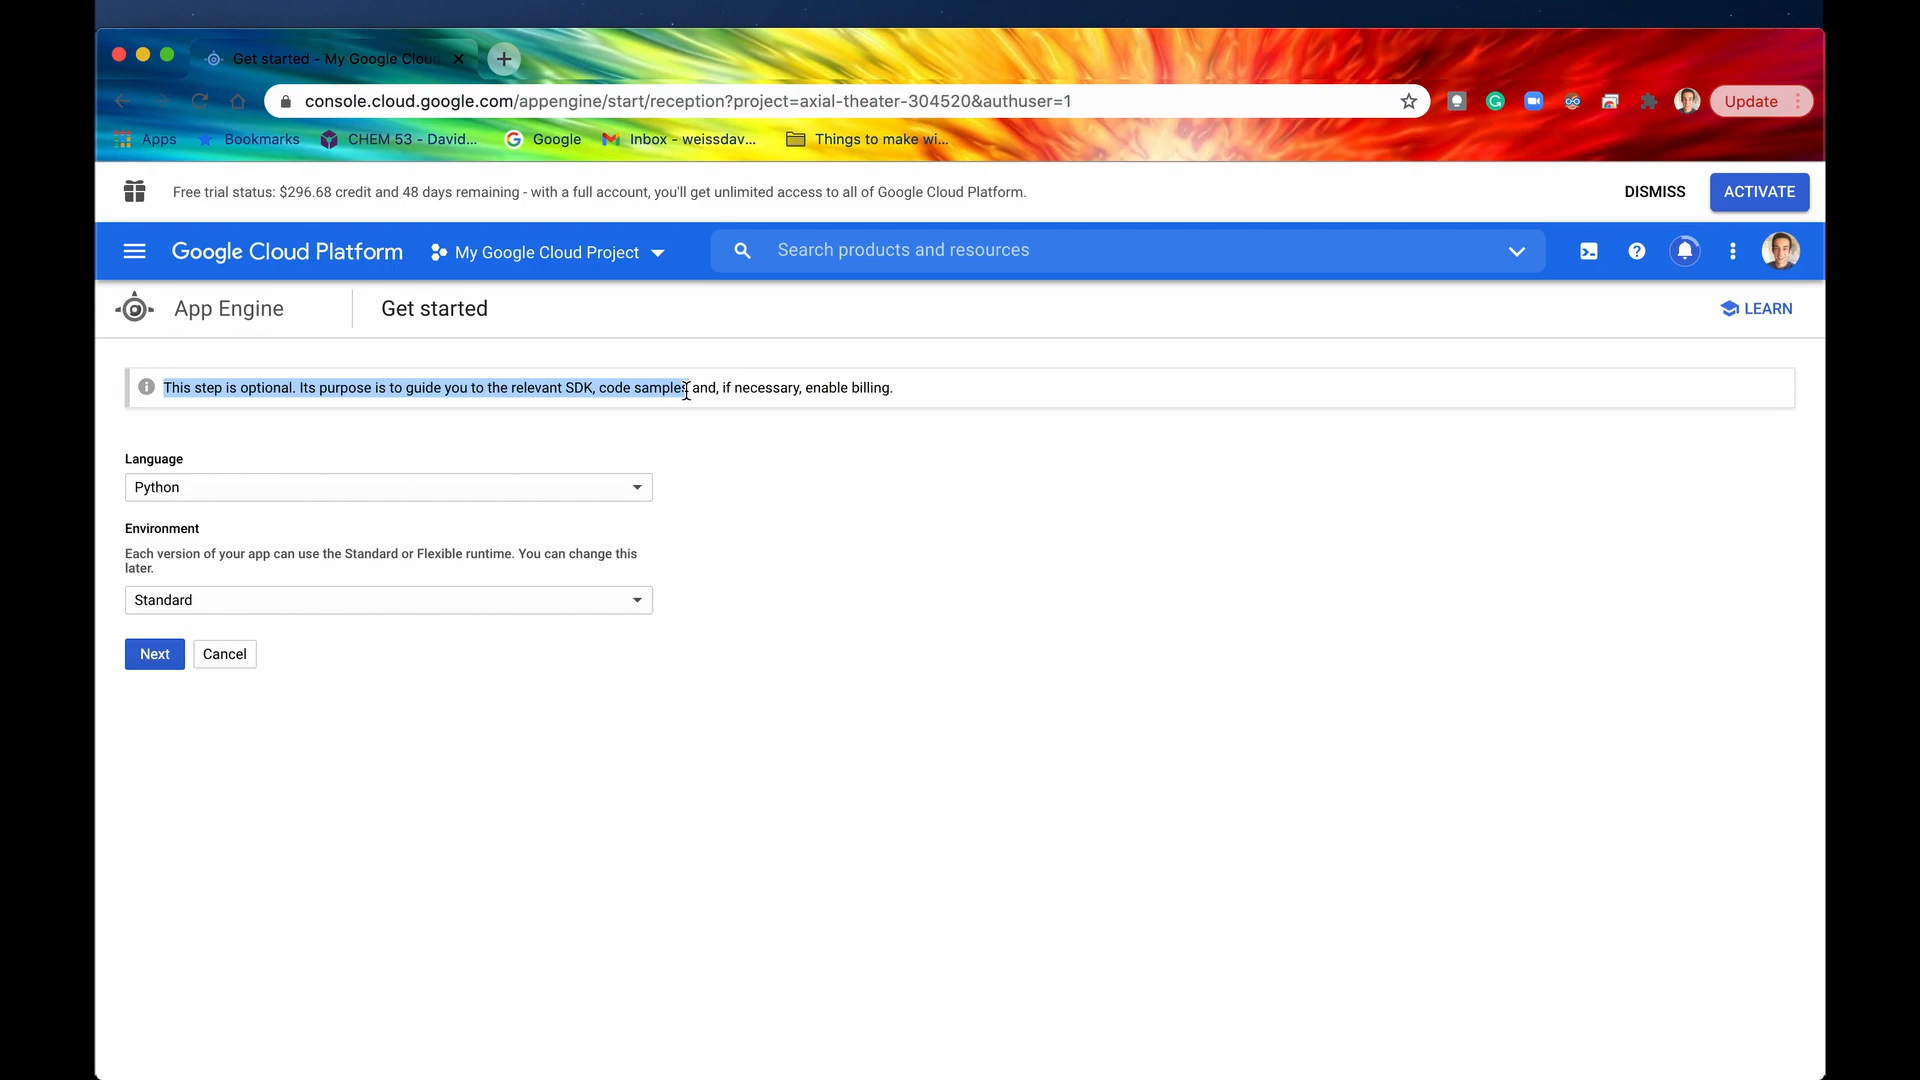 Get started - My Google Clou
console.cloud.google.com/appengine/start/reception?project=axial-theater-304520&authuser=1
Update
Apps
Bookmarks
CHEM 53 - David...
Google
Inbox - weissdav...
Things to make wi...
Free trial status: $296.68 credit and 48 days remaining - with a full account, you'll get unlimited access to all of Google Cloud Platform.
DISMISS
ACTIVATE
Google Cloud Platform
My Google Cloud Project
Search products and resources
App Engine
Get started
LEARN
This step is optional. Its purpose is to guide you to the relevant SDK, code samples and, if necessary, enable billing.
Language
Python
Environment
Each version of your app can use the Standard or Flexible runtime. You can change this
later.
Standard
Next
Cancel